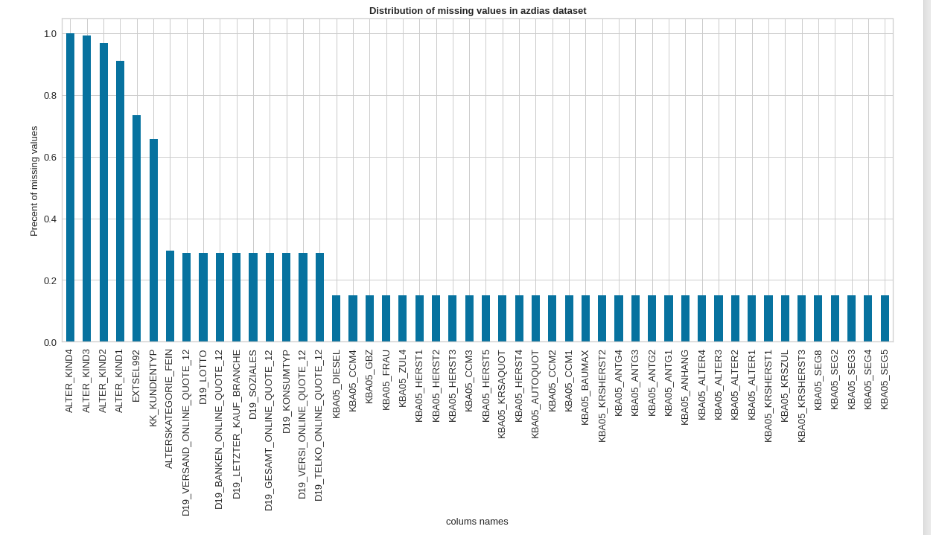 Distribution of missing values in azdias dataset
Precent of missing values
1.0
0.8
0.6
0.4
0.2
0.0
ALTER_KIND4
ALTER_KIND3
ALTER_KIND2
ALTER_KIND1
EXTSEL992
KK_KUNDENTYP
ALTERSKATEGORIE_FEIN
D19_VERSAND_ONLINE_QUOTE_12
D19_LOTTO
D19_BANKEN_ONLINE_QUOTE_12
D19_LETZTER_KAUF_BRANCHE
D19_SOZIALES
D19_GESAMT_ONLINE_QUOTE_12
D19_KONSUMTYP
D19_VERSI_ONLINE_QUOTE_12
D19_TELKO_ONLINE_QUOTE_12
KBA05_DIESEL
KBA05_CCM4
KBA05_GBZ
KBA05_FRAU
KBA05_ZUL4
KBA05_HERST1
KBA05_HERST2
KBA05_HERST3
KBA05_CCM3
KBA05_HERST5
KBA05_KRSAQUOT
KBA05_HERST4
KBA05_AUTOQUOT
KBA05_CCM2
KBA05_CCM1
KBA05_BAUMAX
KBA05_KRSHERST2
KBA05_ANTG4
KBA05_ANTG3
KBA05_ANTG2
KBA05_ANTG1
KBA05_ANHANG
KBA05_ALTER4
KBA05_ALTER3
KBA05_ALTER2
KBA05_ALTER1
KBA05_KRSHERST1
KBA05_KRSZUL
KBA05_KRSHERST3
KBA05_SEG8
KBA05_SEG2
KBA05_SEG3
KBA05_SEG4
KBA05_SEG5
colums names